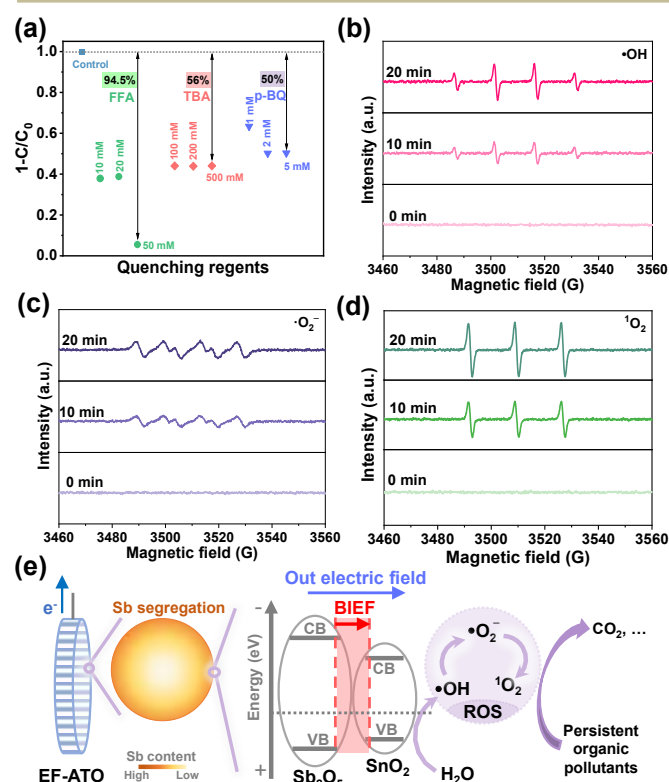 (a)
1-C/C₀
1.0
0.8
0.6
0.4
0.2
0.0
Control
94.5%
FFA
10 mM
20 mM
50 mM
56%
TBA
100 mM
200 mM
500 mM
50%
p-BQ
1 mM
2 mM
5 mM
Quenching regents
(b)
•OH
20 min
10 min
0 min
Intensity (a.u.)
3460 3480 3500 3520 3540 3560
Magnetic field (G)
(c)
·O₂⁻
20 min
10 min
0 min
Intensity (a.u.)
3460 3480 3500 3520 3540 3560
Magnetic field (G)
(d)
¹O₂
20 min
10 min
0 min
Intensity (a.u.)
3460 3480 3500 3520 3540 3560
Magnetic field (G)
(e)
e⁻
EF-ATO
Sb segregation
Sb content
High Low
Out electric field
BIEF
Energy (eV)
−
+
CB
VB
Sb₂O₅
CB
VB
SnO₂
•O₂⁻
•OH
¹O₂
ROS
H₂O
CO₂, ...
Persistent
organic
pollutants